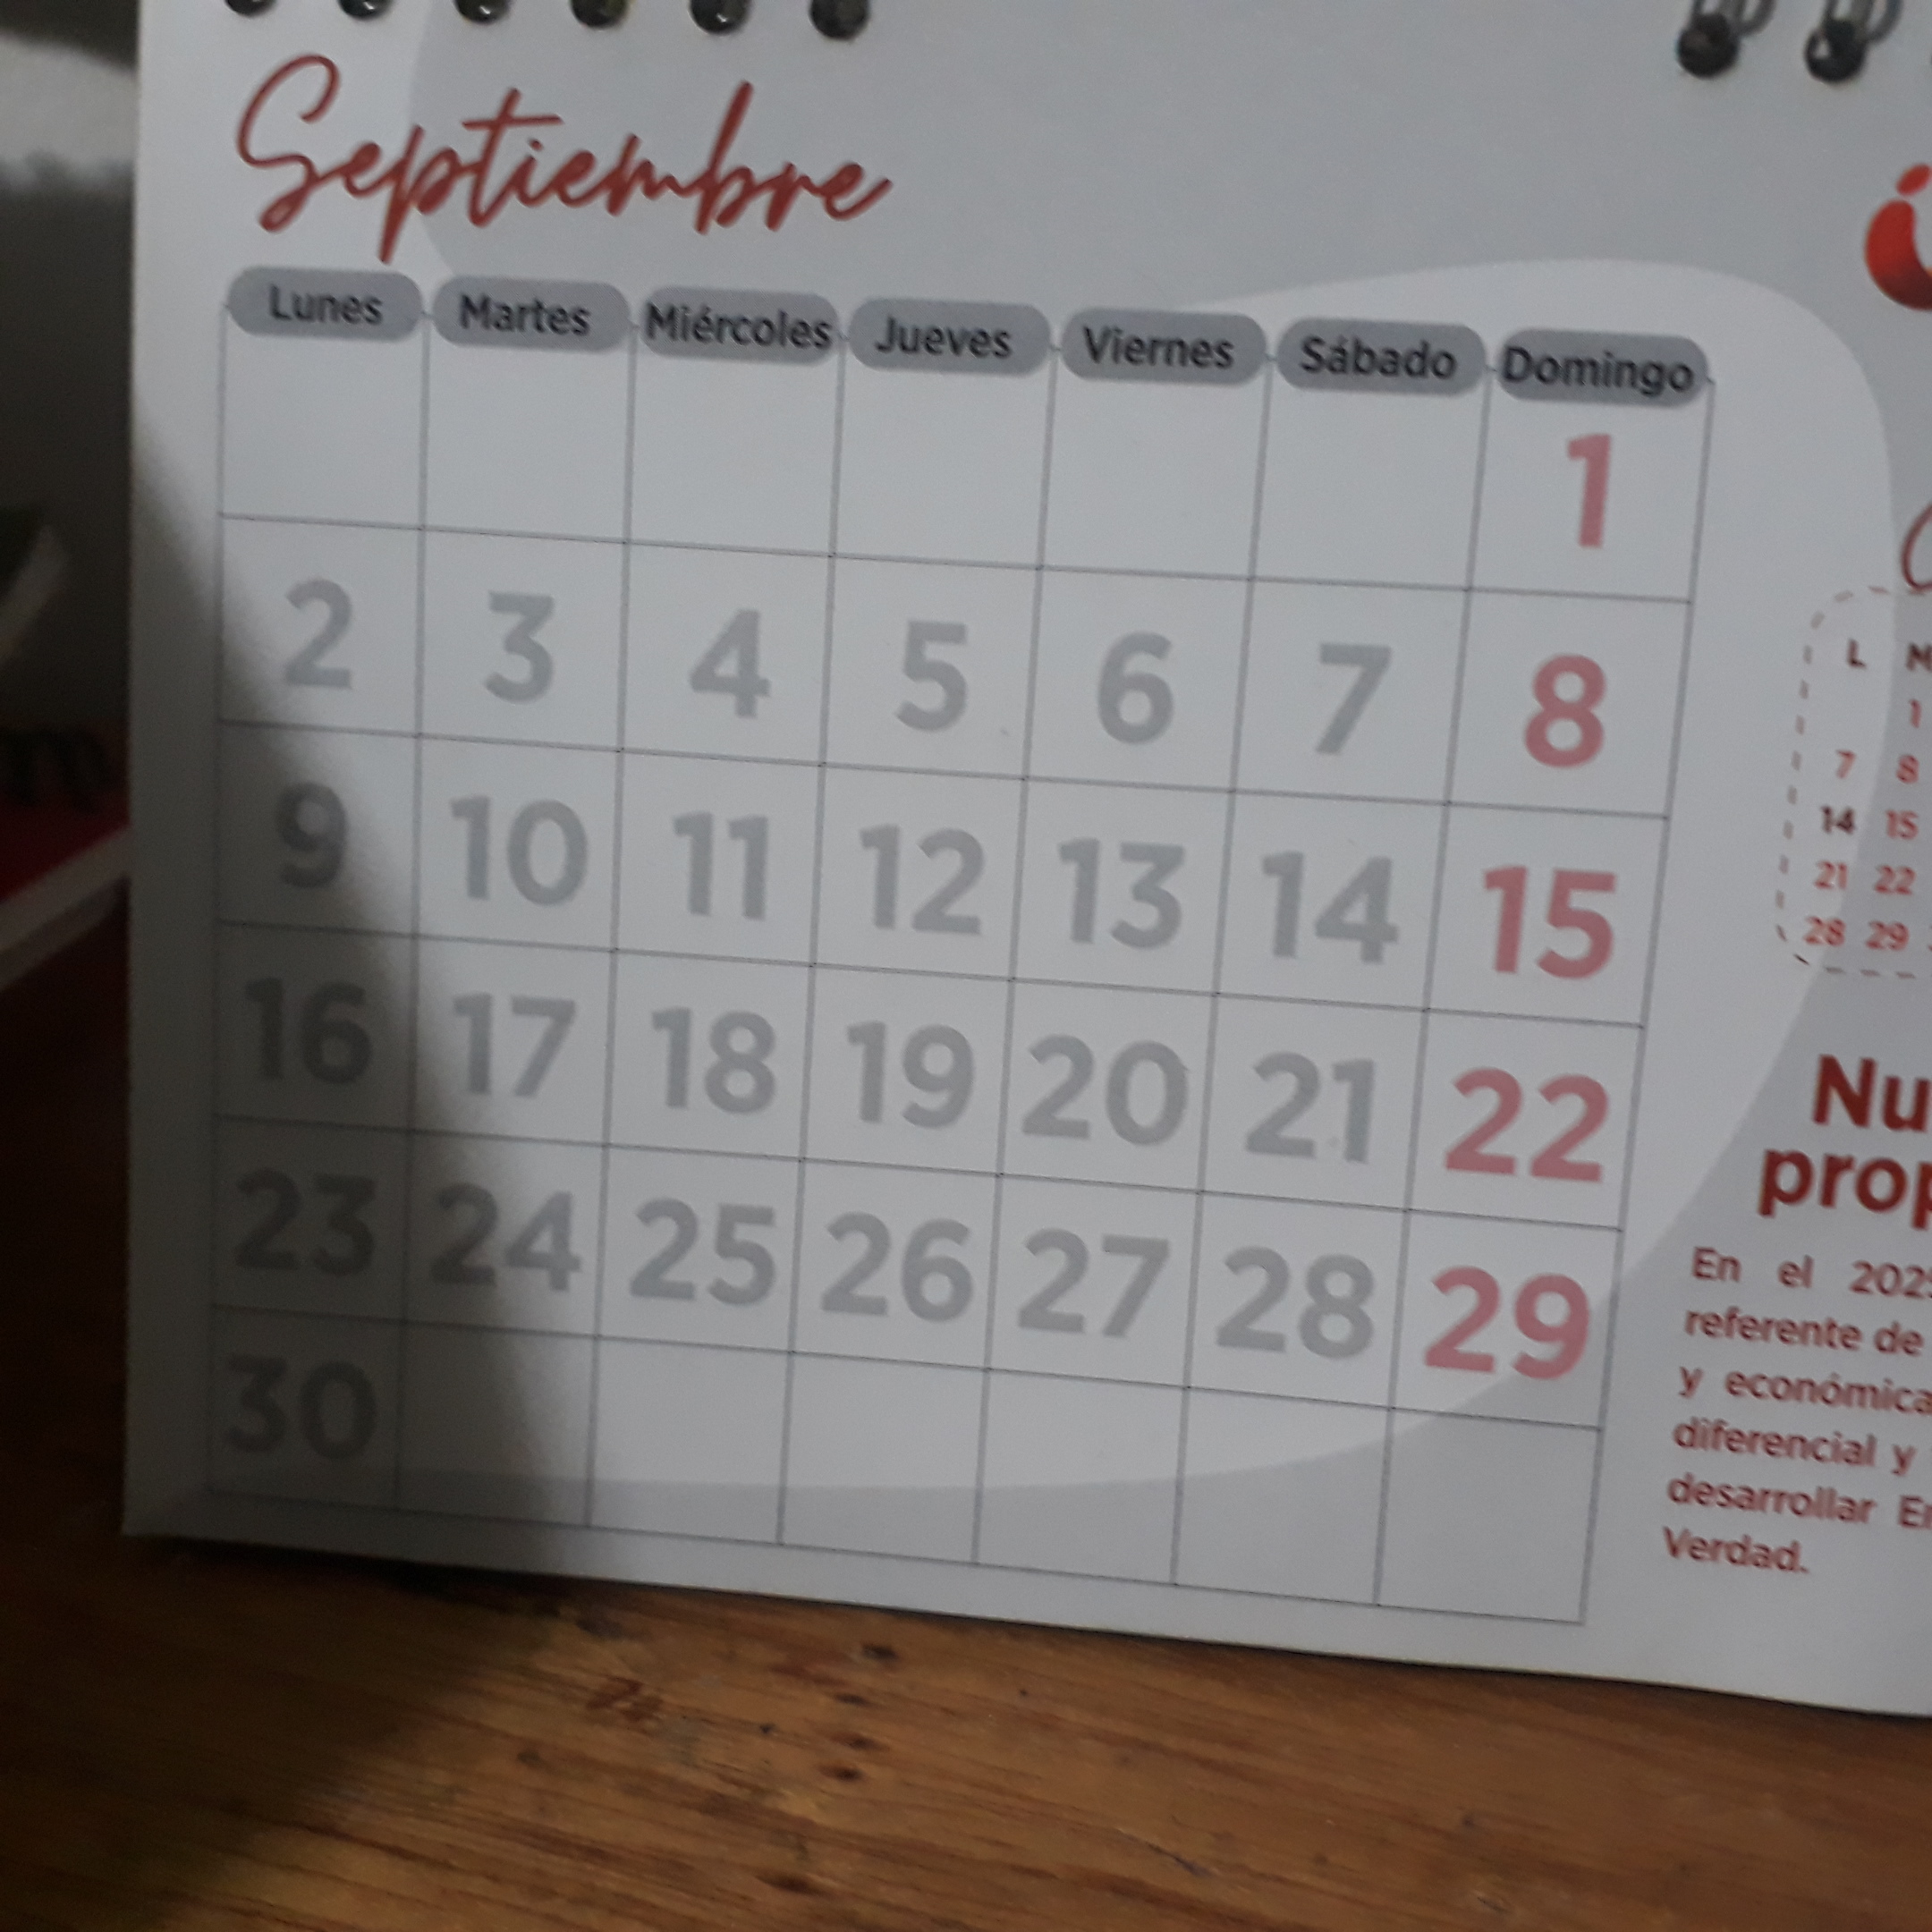 Septiembre
Lunes Martes Miércoles Jueves Viernes Sábado Domingo
1
2 3 4 5 6 7 8
9 10 11 12 13 14 15
16 17 18 19 20 21 22
23 24 25 26 27 28 29
30
L M
1
7 8
14 15
21 22
28 29
Nu
prop
En el 202
referente de
y económica
diferencial y
desarrollar
Verdad.